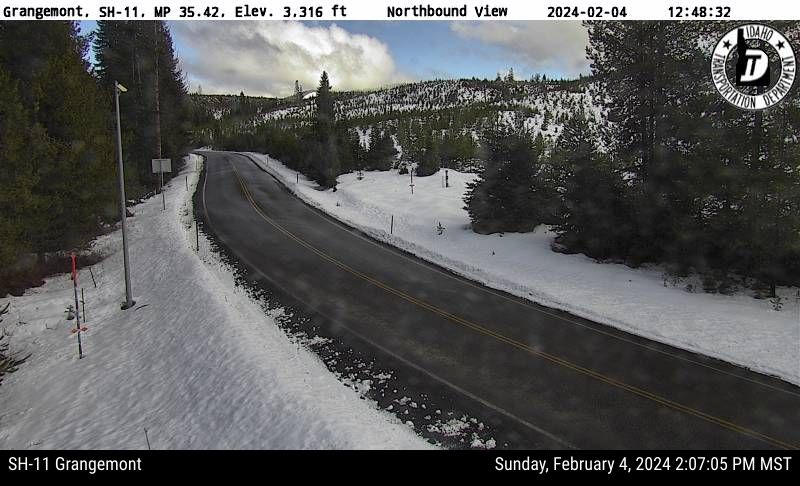 Grangemont, SH-11, MP 35.42, Elev. 3,316 ft Northbound View 2024-02-04 12:48:32
IDAHO
TRANSPORTATION DEPARTMENT
SH-11 Grangemont Sunday, February 4, 2024 2:07:05 PM MST